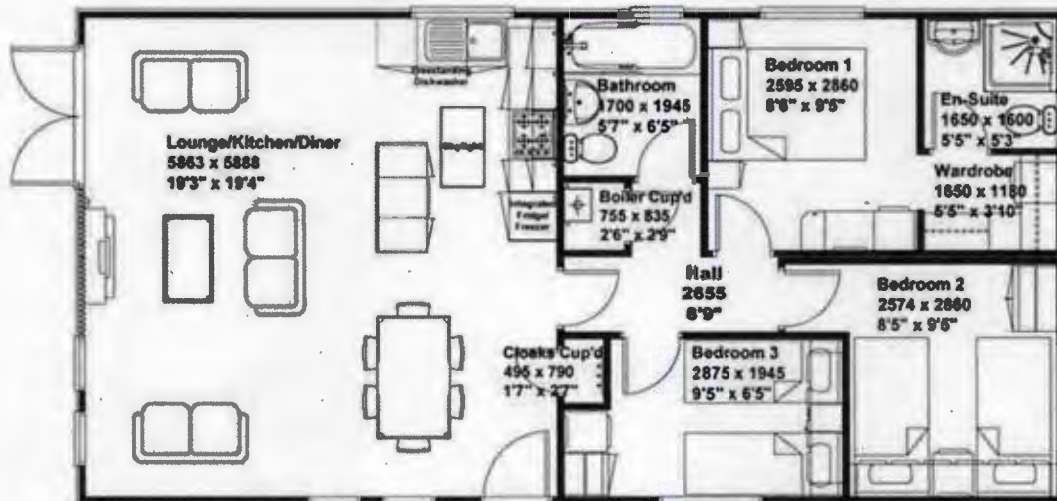 Lounge/Kitchen/Diner
5863 x 5888
19'3" x 19'4"
Freestanding
Dishwasher
Skylight
Integrated
Fridge/
Freezer
Bathroom
1700 x 1945
5'7" x 6'5"
Boiler Cup'd
755 x 835
2'6" x 2'9"
Bedroom 1
2595 x 2860
8'6" x 9'5"
En-Suite
1650 x 1600
5'5" x 5'3"
Wardrobe
1650 x 1180
5'5" x 3'10"
Hall
2655
8'9"
Bedroom 2
2574 x 2860
8'5" x 9'5"
Cloaks Cup'd
495 x 790
1'7" x 2'7"
Bedroom 3
2875 x 1945
9'5" x 6'5"